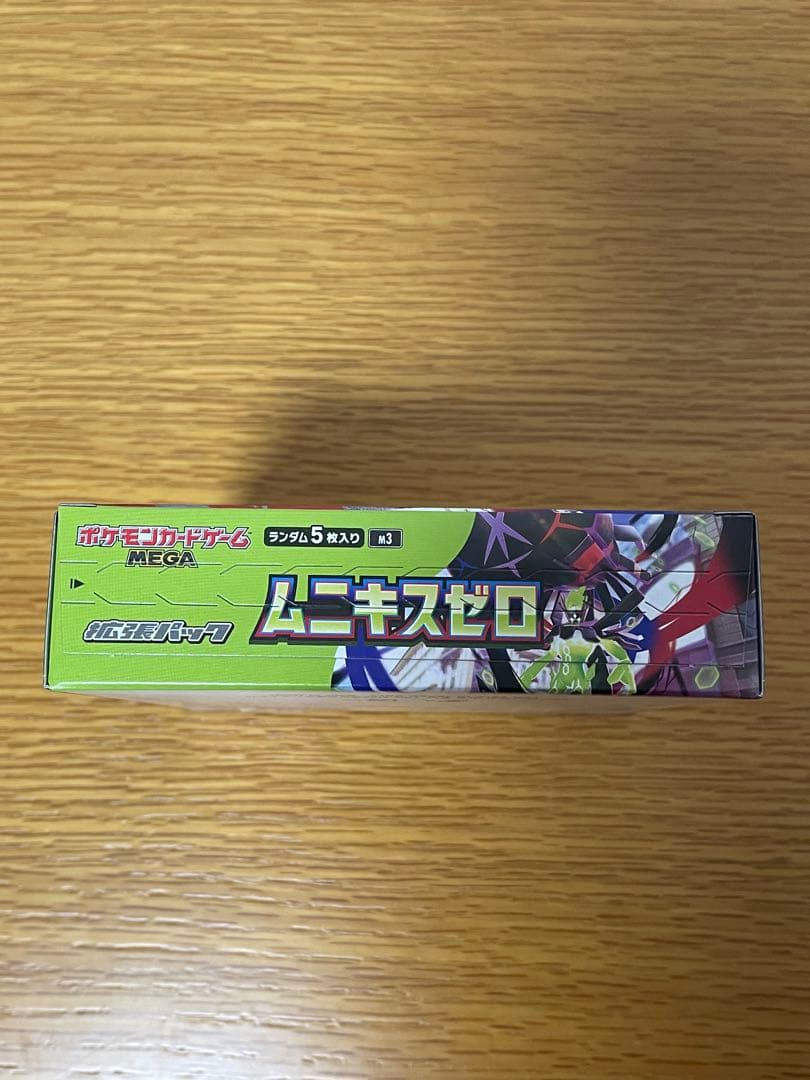 ポケモンカードゲーム
MEGA
ランダム5枚入り M3
拡張パック
ムニキスゼロ